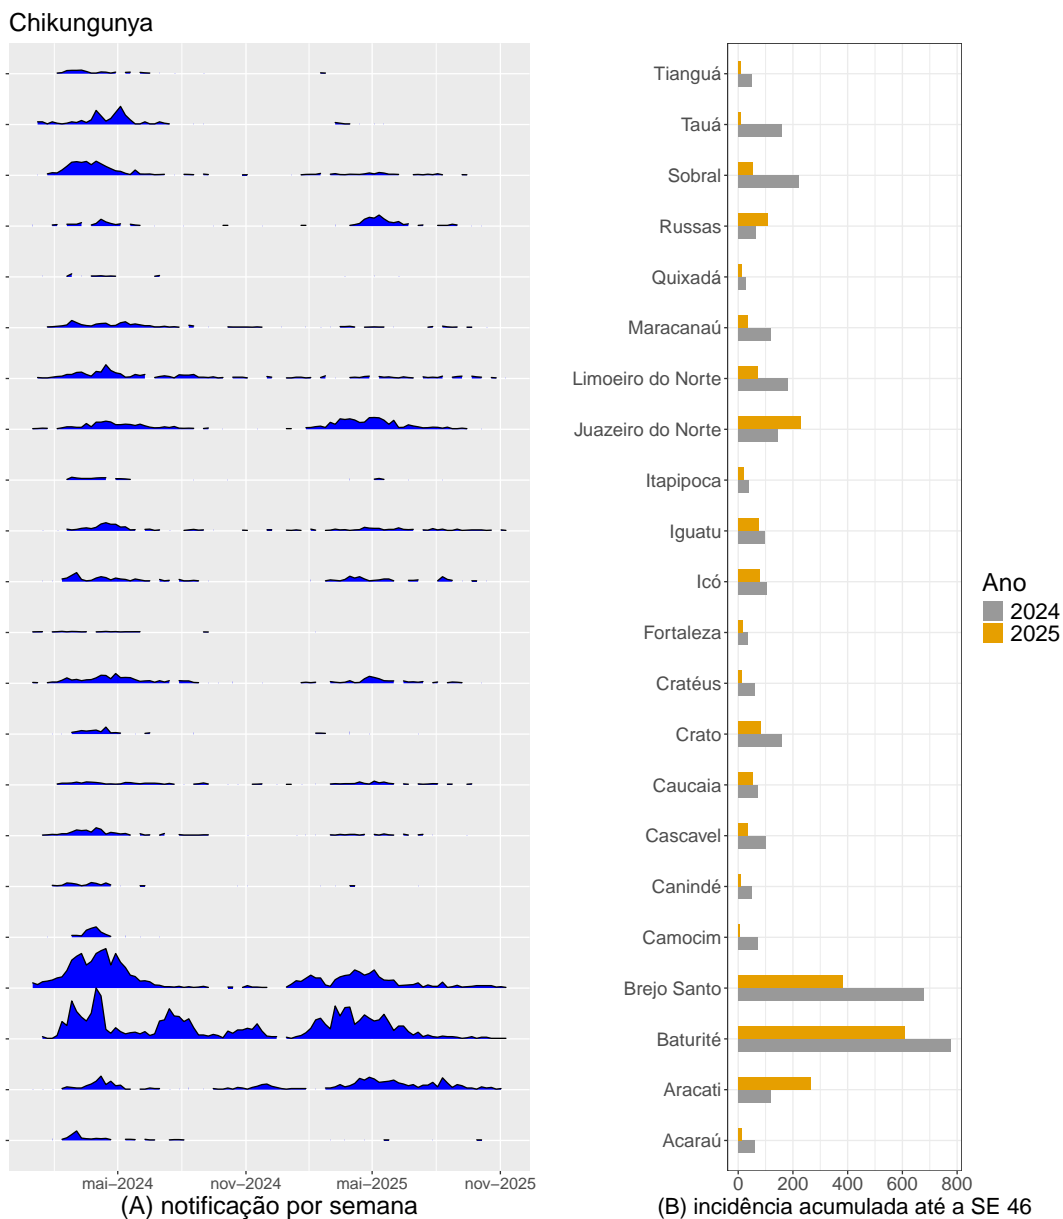 Chikungunya
Tianguá
Tauá
Sobral
Russas
Quixadá
Maracanaú
Limoeiro do Norte
Juazeiro do Norte
Itapipoca
Iguatu
Icó
Fortaleza
Cratéus
Crato
Caucaia
Cascavel
Canindé
Camocim
Brejo Santo
Baturité
Aracati
Acaraú
Ano
2024
2025
mai–2024 nov–2024 mai–2025 nov–2025
0 200 400 600 800
(A) notificação por semana
(B) incidência acumulada até a SE 46